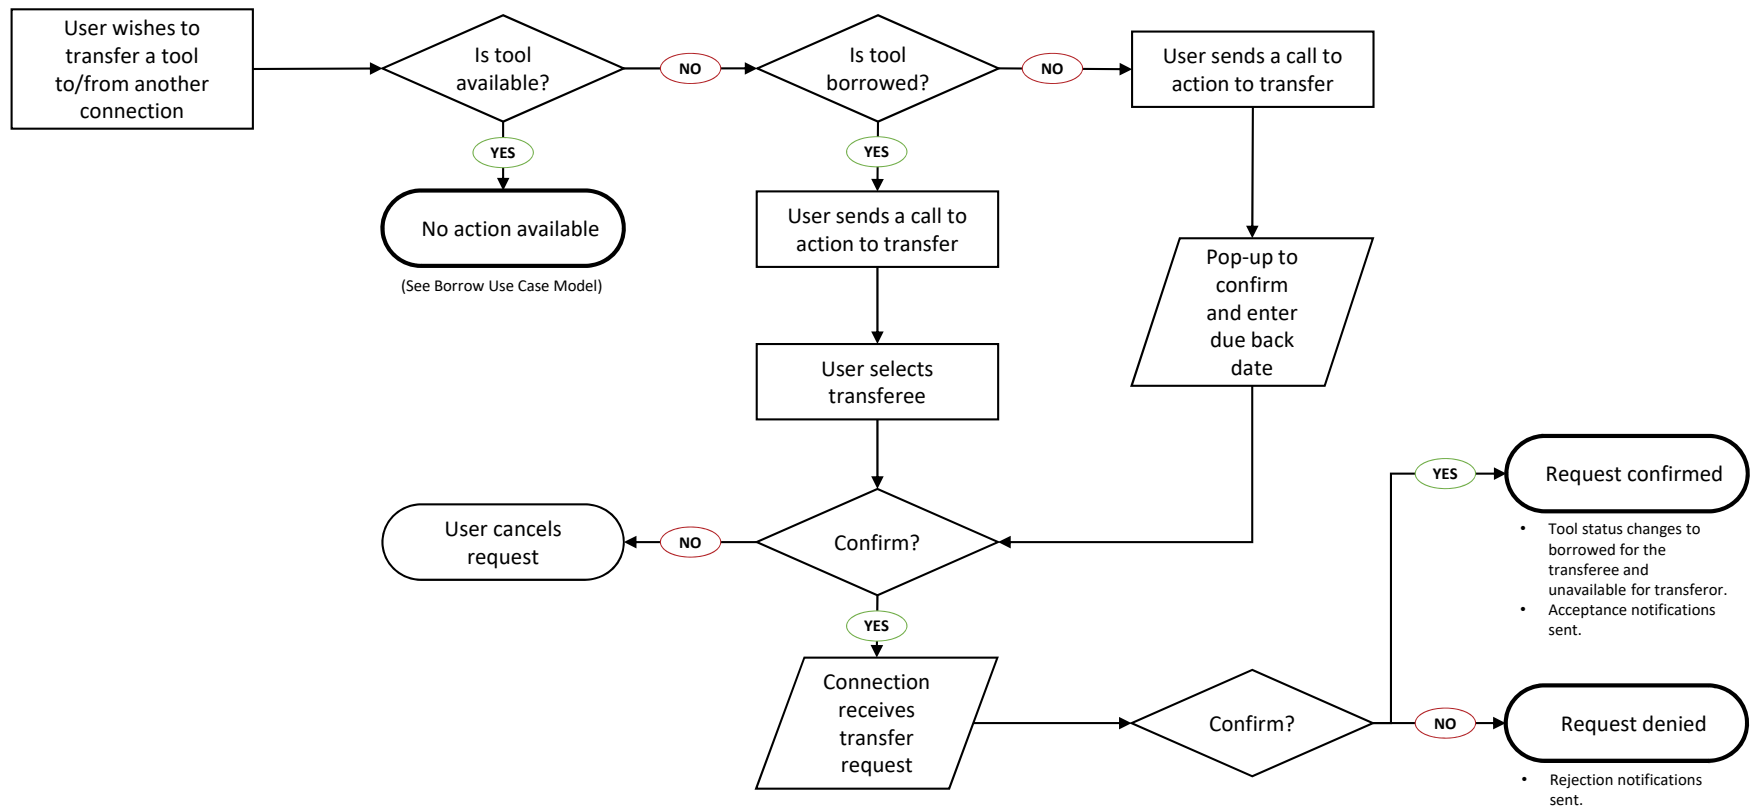 User wishes to
transfer a tool
to/from another
connection
Is tool
available?
NO
Is tool
borrowed?
NO
User sends a call to
action to transfer
YES
YES
No action available
(See Borrow Use Case Model)
User sends a call to
action to transfer
Pop-up to
confirm
and enter
due back
date
User selects
transferee
User cancels
request
NO
Confirm?
YES
Request confirmed
• Tool status changes to
borrowed for the
transferee and
unavailable for transferor.
• Acceptance notifications
sent.
YES
Connection
receives
transfer
request
Confirm?
NO
Request denied
• Rejection notifications
sent.